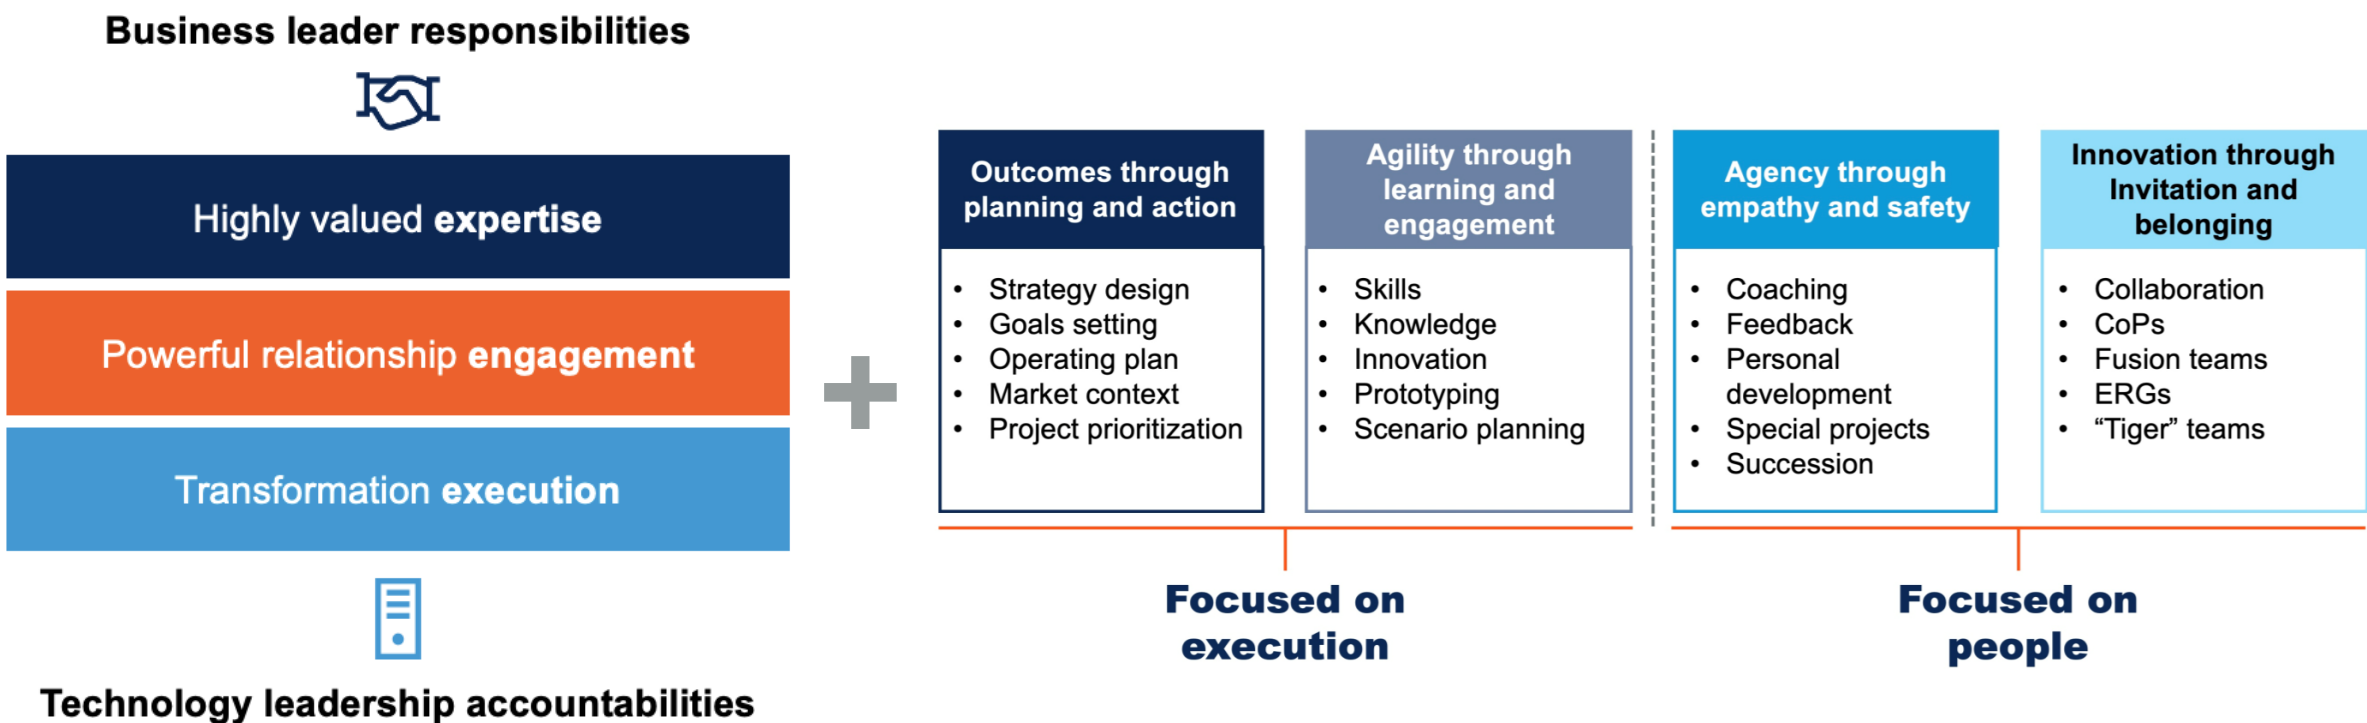 Business leader responsibilities
Highly valued expertise
Powerful relationship engagement
Transformation execution
Technology leadership accountabilities
Outcomes through
planning and action
• Strategy design
• Goals setting
• Operating plan
• Market context
• Project prioritization
Agility through
learning and
engagement
• Skills
• Knowledge
• Innovation
• Prototyping
• Scenario planning
Focused on
execution
Agency through
empathy and safety
• Coaching
• Feedback
• Personal
development
• Special projects
• Succession
Innovation through
Invitation and
belonging
• Collaboration
• CoPs
• Fusion teams
• ERGs
• “Tiger” teams
Focused on
people